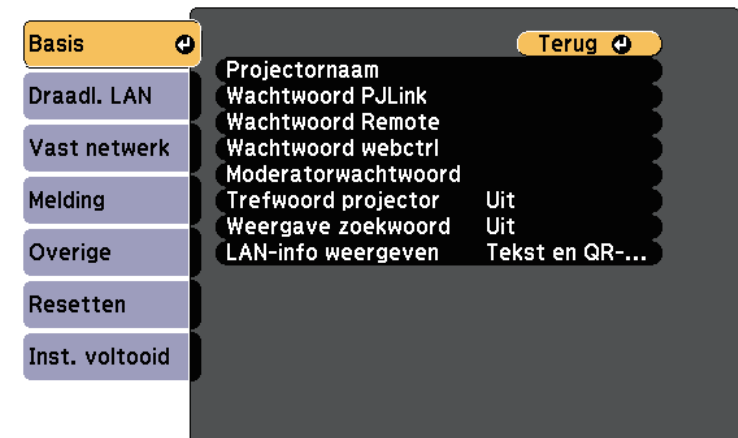 Basis
Draadl. LAN
Vast netwerk
Melding
Overige
Resetten
Inst. voltooid
Terug
Projectornaam
Wachtwoord PJLink
Wachtwoord Remote
Wachtwoord webctrl
Moderatorwachtwoord
Trefwoord projector Uit
Weergave zoekwoord Uit
LAN-info weergeven Tekst en QR-...